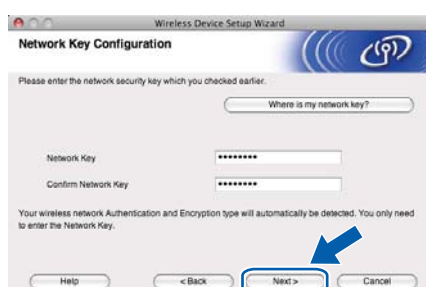 Wireless Device Setup Wizard
Network Key Configuration
Please enter the network security key which you checked earlier.
Where is my network key?
Network Key ••••••••
Confirm Network Key ••••••••
Your wireless network Authentication and Encryption type will automatically be detected. You only need
to enter the Network Key.
Help < Back Next > Cancel